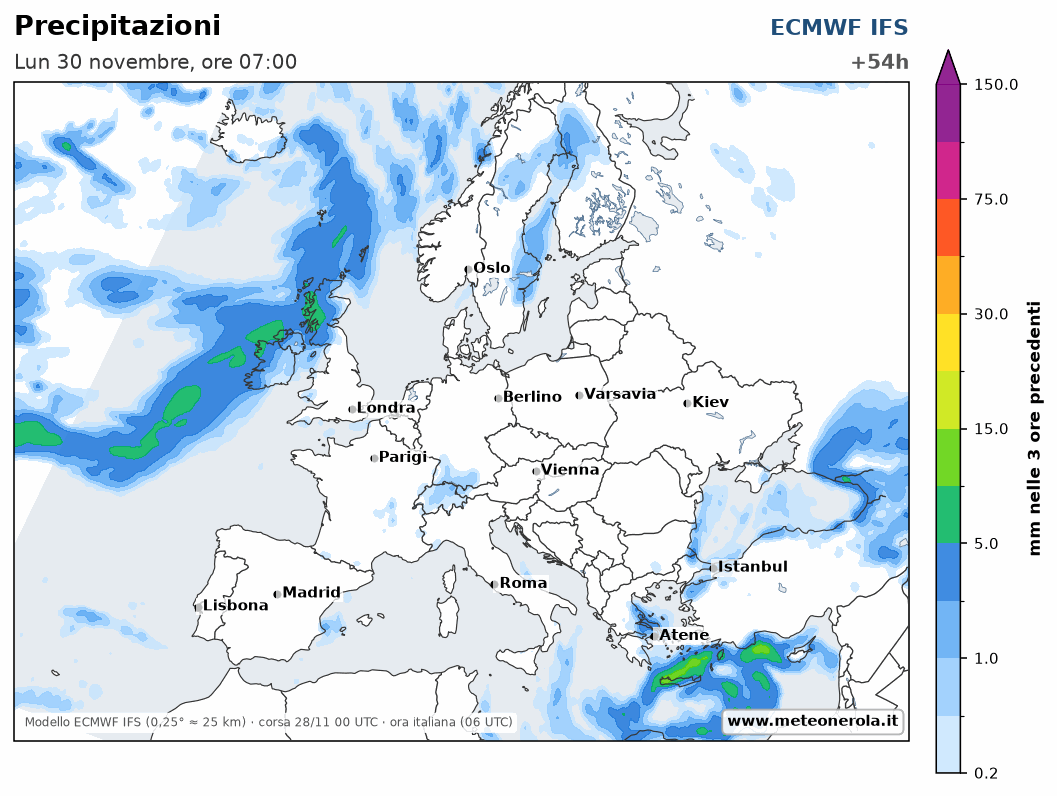 Precipitazioni
ECMWF IFS
Lun 30 novembre, ore 07:00
+54h
150.0
75.0
30.0
15.0
5.0
1.0
0.2
mm nelle 3 ore precedenti
Oslo
Berlino
Varsavia
Kiev
Londra
Parigi
Vienna
Istanbul
Roma
Madrid
Lisbona
Atene
Modello ECMWF IFS (0,25° ≈ 25 km) · corsa 28/11 00 UTC · ora italiana (06 UTC)
www.meteonerola.it